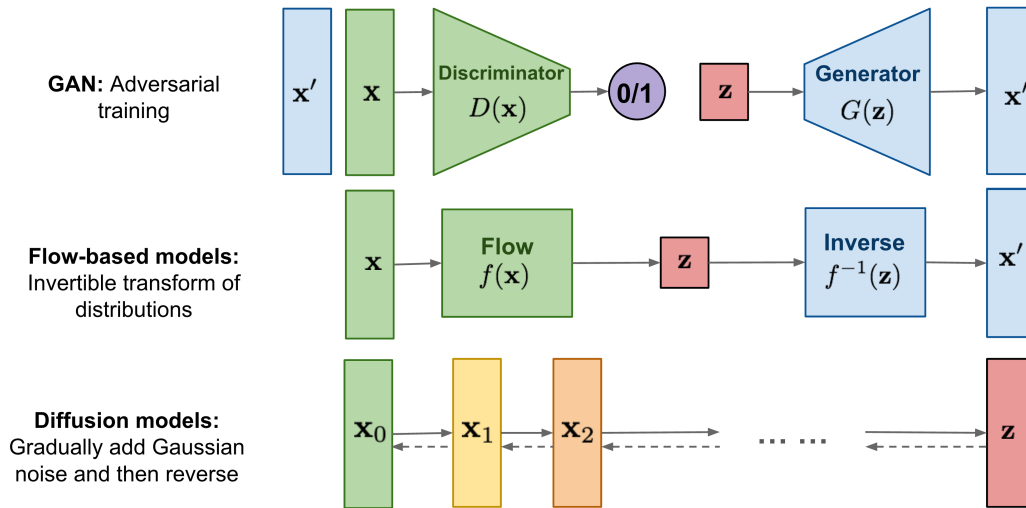 GAN: Adversarial
training
x′
x
Discriminator
D(x)
0/1
z
Generator
G(z)
x′
Flow-based models:
Invertible transform of
distributions
x
Flow
f(x)
z
Inverse
f⁻¹(z)
x′
Diffusion models:
Gradually add Gaussian
noise and then reverse
x₀
x₁
x₂
... ...
z